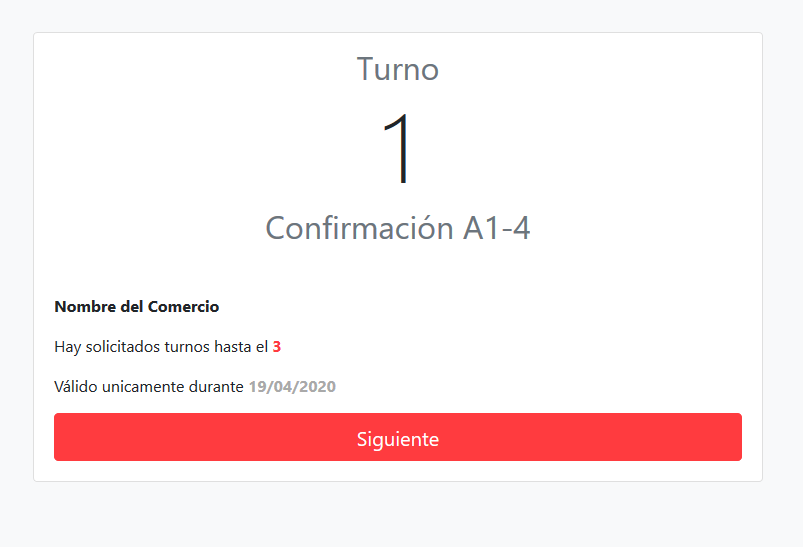 Turno
1
Confirmación A1-4
Nombre del Comercio
Hay solicitados turnos hasta el 3
Válido unicamente durante 19/04/2020
Siguiente